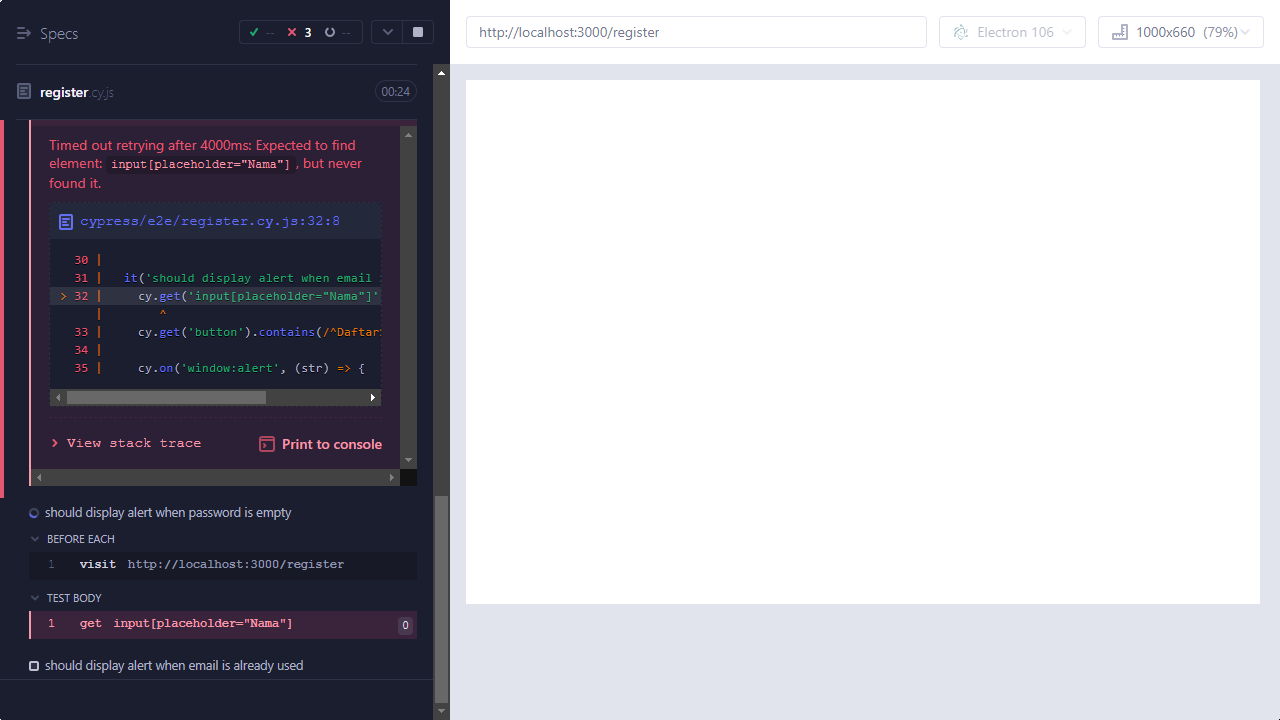 Specs
--
3
--
http://localhost:3000/register
Electron 106
1000x660 (79%)
register.cy.js
00:24
Timed out retrying after 4000ms: Expected to find
element: input[placeholder="Nama"], but never
found it.
cypress/e2e/register.cy.js:32:8
30 |
31 | it('should display alert when email
> 32 | cy.get('input[placeholder="Nama"]'
| ^
33 | cy.get('button').contains(/^Daftar
34 |
35 | cy.on('window:alert', (str) => {
View stack trace
Print to console
should display alert when password is empty
BEFORE EACH
1 visit http://localhost:3000/register
TEST BODY
1 get input[placeholder="Nama"] 0
should display alert when email is already used